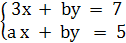 3x + by = 7
ax + by = 5